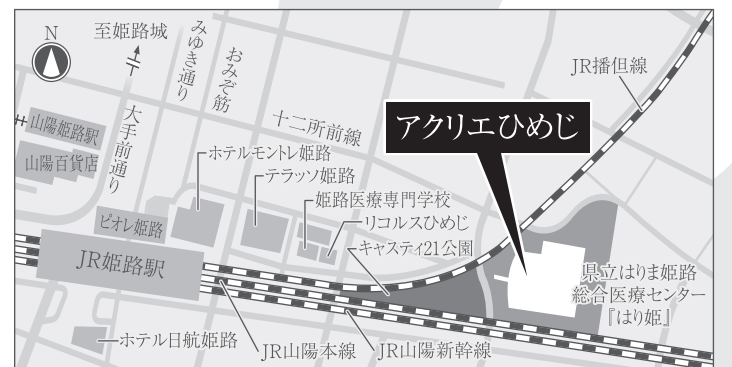 N
至姫路城
みゆき通り
おみぞ筋
大手前通り
十二所前線
JR播但線
アクリエひめじ
山陽姫路駅
山陽百貨店
ホテルモントレ姫路
テラッソ姫路
姫路医療専門学校
リコルスひめじ
キャスティ21公園
ピオレ姫路
JR姫路駅
県立はりま姫路
総合医療センター
『はり姫』
ホテル日航姫路
JR山陽本線
JR山陽新幹線